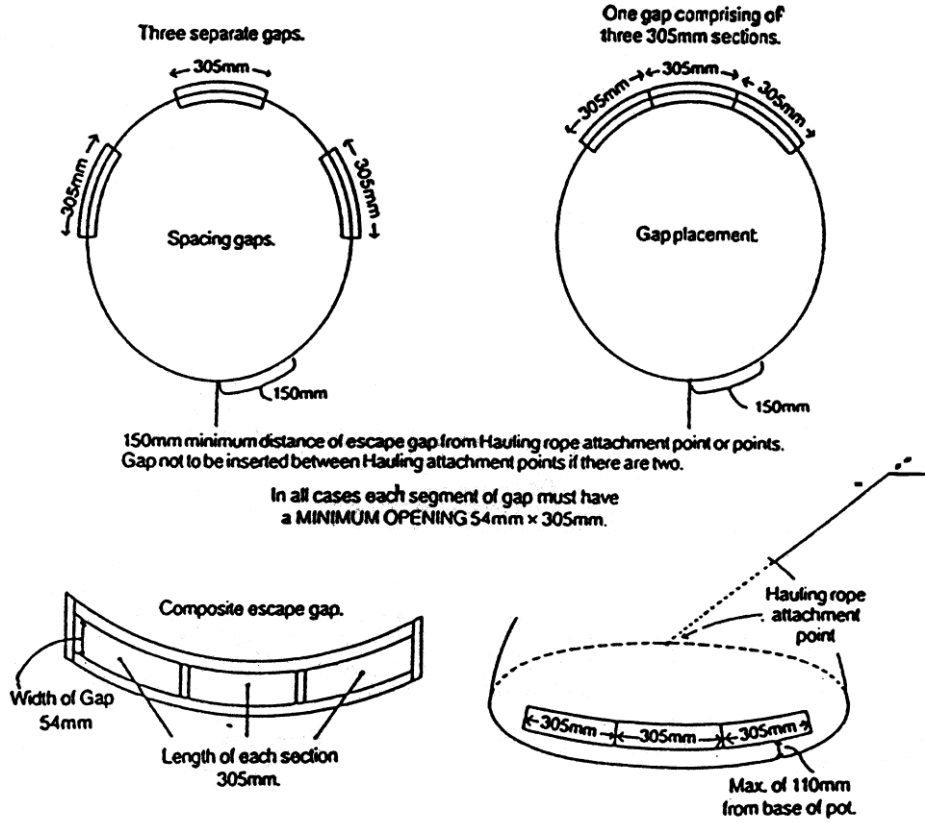 Three separate gaps.
305mm
305mm
305mm
Spacing gaps.
150mm
One gap comprising of
three 305mm sections.
305mm
305mm
305mm
Gap placement.
150mm
150mm minimum distance of escape gap from Hauling rope attachment point or points.
Gap not to be inserted between Hauling attachment points if there are two.
In all cases each segment of gap must have
a MINIMUM OPENING 54mm × 305mm.
Composite escape gap.
Width of Gap
54mm
Length of each section
305mm.
Hauling rope
attachment
point
305mm
305mm
305mm
Max. of 110mm
from base of pot.